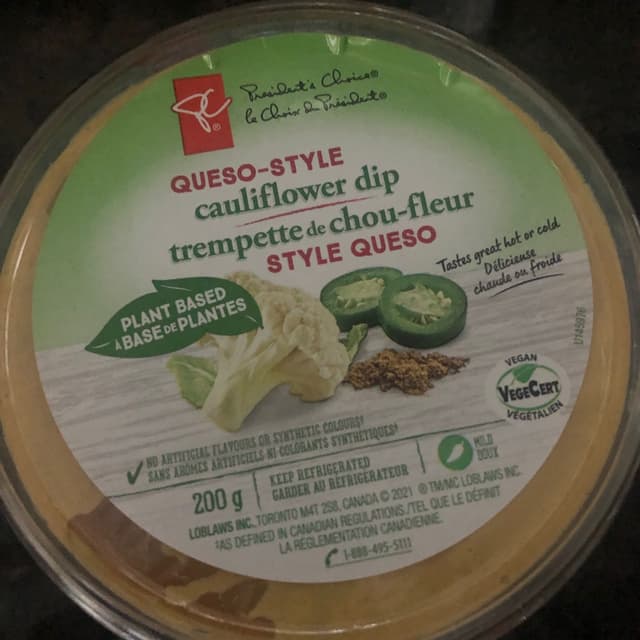 President's Choice®
le Choix du Président®
QUESO-STYLE
cauliflower dip
trempette de chou-fleur
STYLE QUESO
Tastes great hot or cold
Délicieuse
chaude ou froide
PLANT BASED
À BASE DE PLANTES
VEGAN
VEGECERT
VÉGÉTALIEN
NO ARTIFICIAL FLAVOURS OR SYNTHETIC COLOURS‡
SANS ARÔMES ARTIFICIELS NI COLORANTS SYNTHÉTIQUES‡
MILD
DOUX
200 g
KEEP REFRIGERATED
GARDER AU RÉFRIGÉRATEUR
LOBLAWS INC., TORONTO M4T 2S8, CANADA © 2021 ® TM/MC LOBLAWS INC.
‡AS DEFINED IN CANADIAN REGULATIONS./TEL QUE LE DÉFINIT
LA RÉGLEMENTATION CANADIENNE.
1-888-495-5111